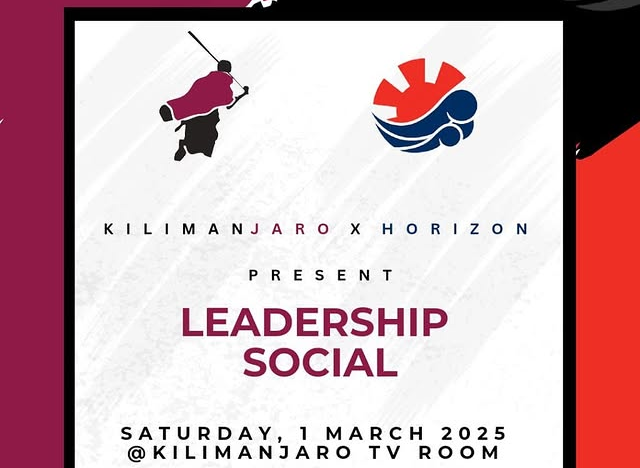 KILIMANJARO X HORIZON
PRESENT
LEADERSHIP
SOCIAL
SATURDAY, 1 MARCH 2025
@KILIMANJARO TV ROOM